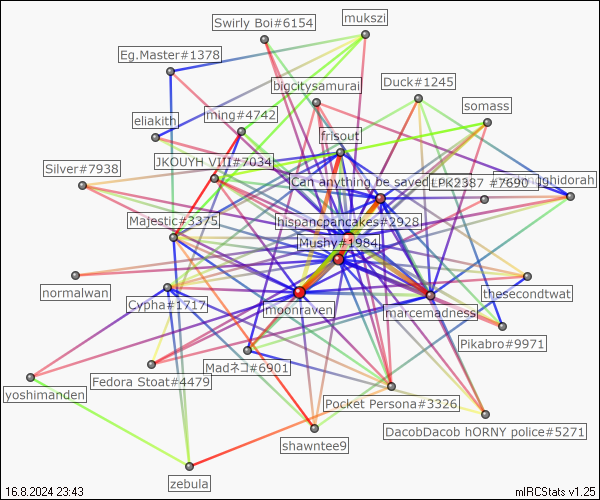 Swirly Boi#6154
mukszi
Eg.Master#1378
bigcitysamurai
Duck#1245
somass
eliakith
ming#4742
frisout
JKOUYH VIII#7034
Silver#7938
Can anything be saved
LPK2387 #7690
ghidorah
Majestic#3375
hispancpancakes#2928
Mushy#1984
normalwan
Cypha#1717
moonraven
marcemadness
thesecondtwat
Pikabro#9971
Madネコ#6901
Fedora Stoat#4479
yoshimanden
Pocket Persona#3326
DacobDacob hORNY police#5271
shawntee9
zebula
16.8.2024 23:43
mIRCStats v1.25